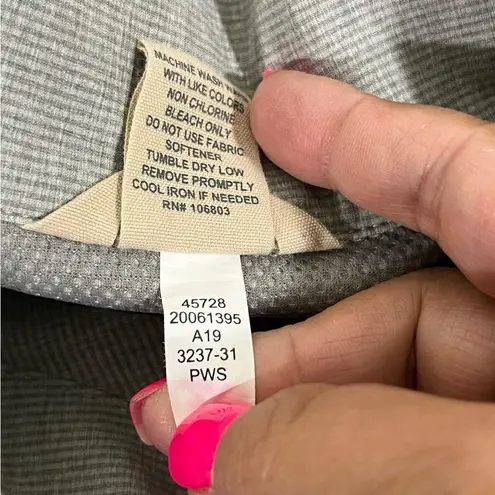 MACHINE WASH
WITH LIKE COLORS
NON CHLORINE
BLEACH ONLY
DO NOT USE FABRIC
SOFTENER
TUMBLE DRY LOW
REMOVE PROMPTLY
COOL IRON IF NEEDED
RN# 106803
45728
20061395
A19
3237-31
PWS